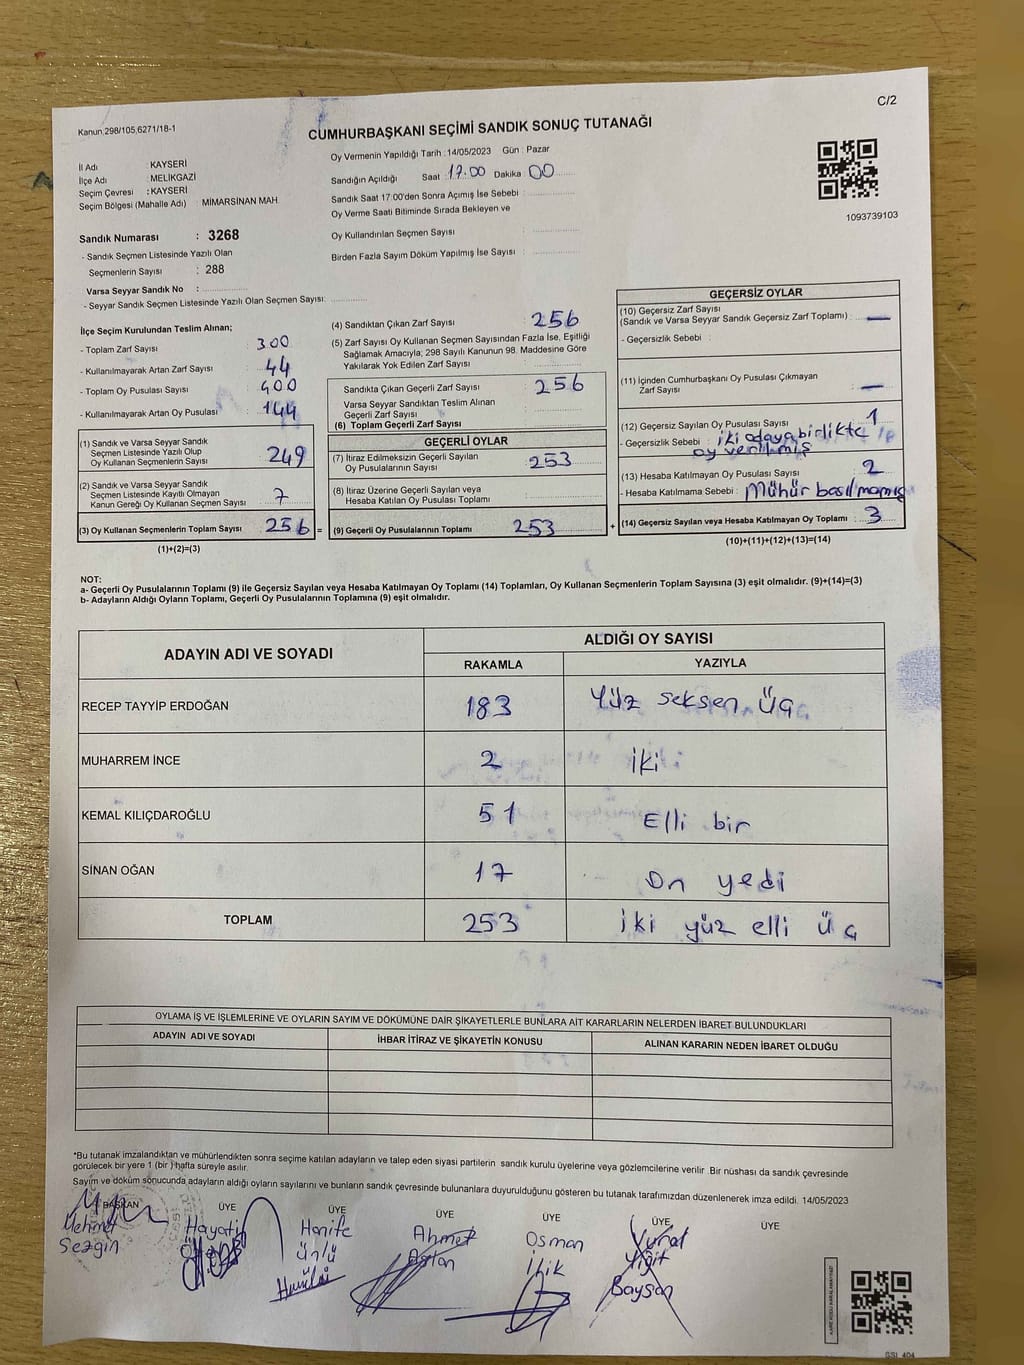 C/2
Kanun.298/105,6271/18-1
CUMHURBAŞKANI SEÇİMİ SANDIK SONUÇ TUTANAĞI
İl Adı : KAYSERİ
İlçe Adı : MELİKGAZİ
Seçim Çevresi : KAYSERİ
Seçim Bölgesi (Mahalle Adı) : MİMARSİNAN MAH.
Sandık Numarası : 3268
- Sandık Seçmen Listesinde Yazılı Olan
Seçmenlerin Sayısı : 288
Varsa Seyyar Sandık No :
- Seyyar Sandık Seçmen Listesinde Yazılı Olan Seçmen Sayısı:
Oy Vermenin Yapıldığı Tarih : 14/05/2023 Gün : Pazar
Sandığın Açıldığı Saat : 17.00 Dakika : 00
Sandık Saat 17:00'den Sonra Açımış İse Sebebi :
Oy Verme Saati Bitiminde Sırada Bekleyen ve
Oy Kullandırılan Seçmen Sayısı :
Birden Fazla Sayım Döküm Yapılmış İse Sayısı :
1093739103
İlçe Seçim Kurulundan Teslim Alınan;
- Toplam Zarf Sayısı 300
- Kullanılmayarak Artan Zarf Sayısı 44
- Toplam Oy Pusulası Sayısı 400
- Kullanılmayarak Artan Oy Pusulası 144
(1) Sandık ve Varsa Seyyar Sandık
Seçmen Listesinde Yazılı Olup
Oy Kullanan Seçmenlerin Sayısı 249
(2) Sandık ve Varsa Seyyar Sandık
Seçmen Listesinde Kayıtlı Olmayan
Kanun Gereği Oy Kullanan Seçmen Sayısı 7
(3) Oy Kullanan Seçmenlerin Toplam Sayısı 256 =
(1)+(2)=(3)
(4) Sandıktan Çıkan Zarf Sayısı 256
(5) Zarf Sayısı Oy Kullanan Seçmen Sayısından Fazla İse, Eşitliği
Sağlamak Amacıyla; 298 Sayılı Kanunun 98. Maddesine Göre
Yakılarak Yok Edilen Zarf Sayısı :
Sandıkta Çıkan Geçerli Zarf Sayısı 256
Varsa Seyyar Sandıktan Teslim Alınan
Geçerli Zarf Sayısı
(6) Toplam Geçerli Zarf Sayısı
GEÇERLİ OYLAR
(7) İtiraz Edilmeksizin Geçerli Sayılan
Oy Pusulalarının Sayısı : 253
(8) İtiraz Üzerine Geçerli Sayılan veya
Hesaba Katılan Oy Pusulası Toplamı :
(9) Geçerli Oy Pusulalarının Toplamı 253 +
GEÇERSİZ OYLAR
(10) Geçersiz Zarf Sayısı
(Sandık ve Varsa Seyyar Sandık Geçersiz Zarf Toplamı) : —
- Geçersizlik Sebebi :
(11) İçinden Cumhurbaşkanı Oy Pusulası Çıkmayan
Zarf Sayısı : —
(12) Geçersiz Sayılan Oy Pusulası Sayısı : 1
- Geçersizlik Sebebi : iki adaya birlikte
oy verilmiş
(13) Hesaba Katılmayan Oy Pusulası Sayısı 2
- Hesaba Katılmama Sebebi : Mühür basılmamış
(14) Geçersiz Sayılan veya Hesaba Katılmayan Oy Toplamı : 3
(10)+(11)+(12)+(13)=(14)
NOT:
a- Geçerli Oy Pusulalarının Toplamı (9) ile Geçersiz Sayılan veya Hesaba Katılmayan Oy Toplamı (14) Toplamları, Oy Kullanan Seçmenlerin Toplam Sayısına (3) eşit olmalıdır. (9)+(14)=(3)
b- Adayların Aldığı Oyların Toplamı, Geçerli Oy Pusulalarının Toplamına (9) eşit olmalıdır.
ADAYIN ADI VE SOYADI
ALDIĞI OY SAYISI
RAKAMLA YAZIYLA
RECEP TAYYİP ERDOĞAN 183 Yüz seksen üç
MUHARREM İNCE 2 iki
KEMAL KILIÇDAROĞLU 51 Elli bir
SİNAN OĞAN 17 On yedi
TOPLAM 253 iki yüz elli üç
OYLAMA İŞ VE İŞLEMLERİNE VE OYLARIN SAYIM VE DÖKÜMÜNE DAİR ŞİKAYETLERLE BUNLARA AİT KARARLARIN NELERDEN İBARET BULUNDUKLARI
ADAYIN ADI VE SOYADI İHBAR İTİRAZ VE ŞİKAYETİN KONUSU ALINAN KARARIN NEDEN İBARET OLDUĞU
*Bu tutanak imzalandıktan ve mühürlendikten sonra seçime katılan adayların ve talep eden siyasi partilerin sandık kurulu üyelerine veya gözlemcilerine verilir. Bir nüshası da sandık çevresinde
görülecek bir yere 1 (bir ) hafta süreyle asılır.
Sayım ve döküm sonucunda adayların aldığı oyların sayılarını ve bunların sandık çevresinde bulunanlara duyurulduğunu gösteren bu tutanak tarafımızdan düzenlenerek imza edildi. 14/05/2023
BAŞKAN ÜYE ÜYE ÜYE ÜYE ÜYE ÜYE
Mehmet Hayati Hanife Ahmet Osman Vural
Sezgin Ünlü Aslan İlik Yiğit
Baysan
GSI_404